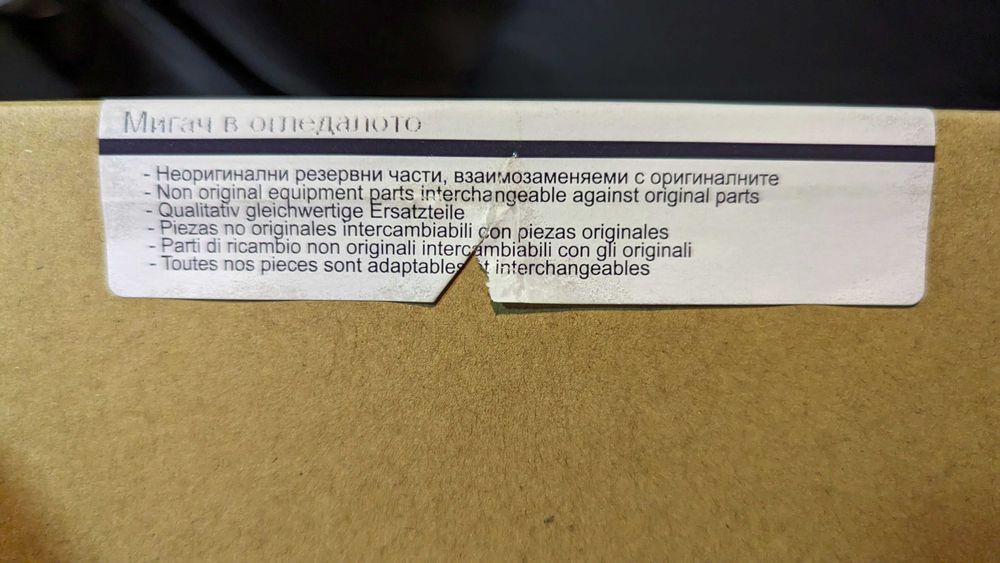 Мигач в огледалото
- Неоригинални резервни части, взаимозаменяеми с оригиналните
- Non original equipment parts interchangeable against original parts
- Qualitativ gleichwertige Ersatzteile
- Piezas no originales intercambiabili con piezas originales
- Parti di ricambio non originali intercambiabili con gli originali
- Toutes nos pieces sont adaptables et interchangeables